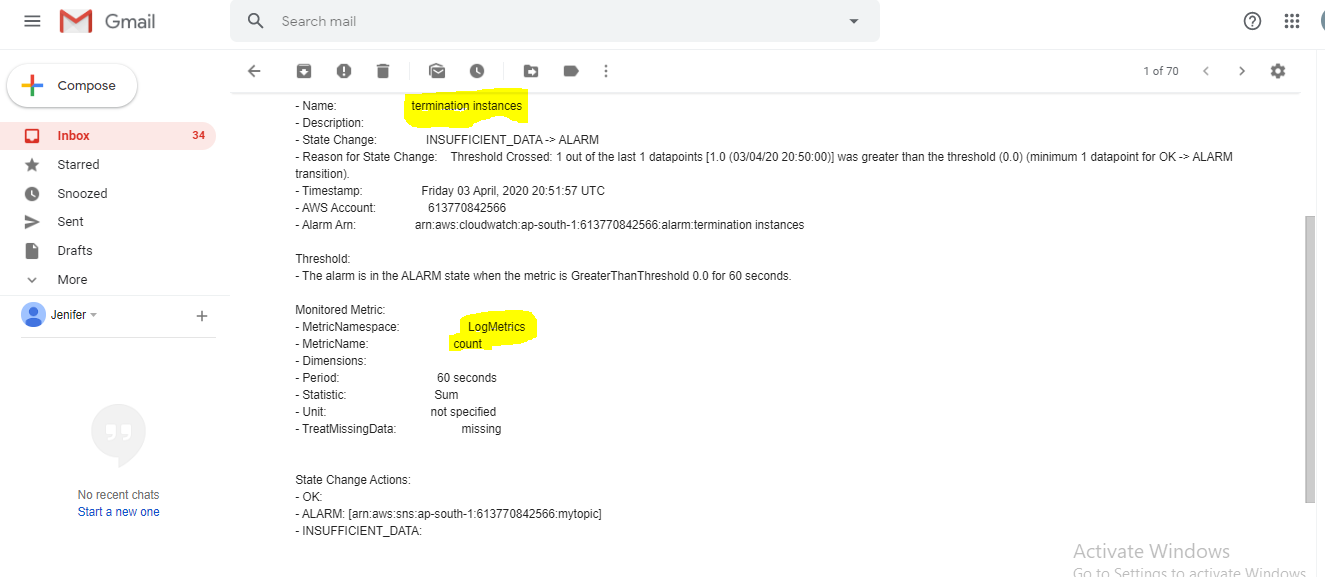 Gmail
Search mail
1 of 70
Compose
Inbox 34
Starred
Snoozed
Sent
Drafts
More
Jenifer
No recent chats
Start a new one
- Name: termination instances
- Description:
- State Change: INSUFFICIENT_DATA -> ALARM
- Reason for State Change: Threshold Crossed: 1 out of the last 1 datapoints [1.0 (03/04/20 20:50:00)] was greater than the threshold (0.0) (minimum 1 datapoint for OK -> ALARM
transition).
- Timestamp: Friday 03 April, 2020 20:51:57 UTC
- AWS Account: 613770842566
- Alarm Arn: arn:aws:cloudwatch:ap-south-1:613770842566:alarm:termination instances
Threshold:
- The alarm is in the ALARM state when the metric is GreaterThanThreshold 0.0 for 60 seconds.
Monitored Metric:
- MetricNamespace: LogMetrics
- MetricName: count
- Dimensions:
- Period: 60 seconds
- Statistic: Sum
- Unit: not specified
- TreatMissingData: missing
State Change Actions:
- OK:
- ALARM: [arn:aws:sns:ap-south-1:613770842566:mytopic]
- INSUFFICIENT_DATA:
Activate Windows
Go to Settings to activate Windows.